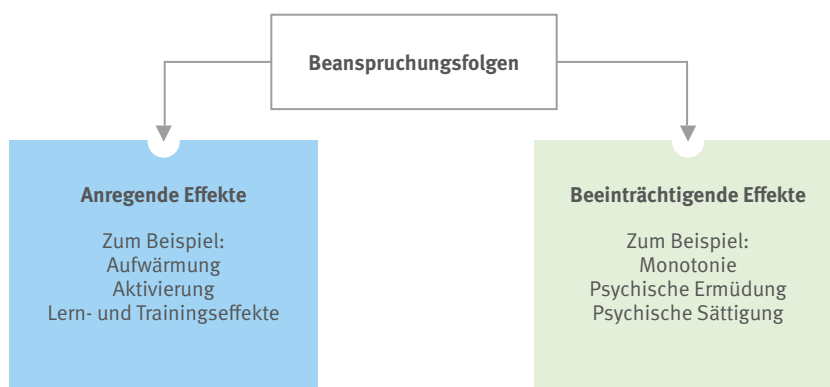 Beanspruchungsfolgen
Anregende Effekte
Zum Beispiel:
Aufwärmung
Aktivierung
Lern- und Trainingseffekte
Beeinträchtigende Effekte
Zum Beispiel:
Monotonie
Psychische Ermüdung
Psychische Sättigung